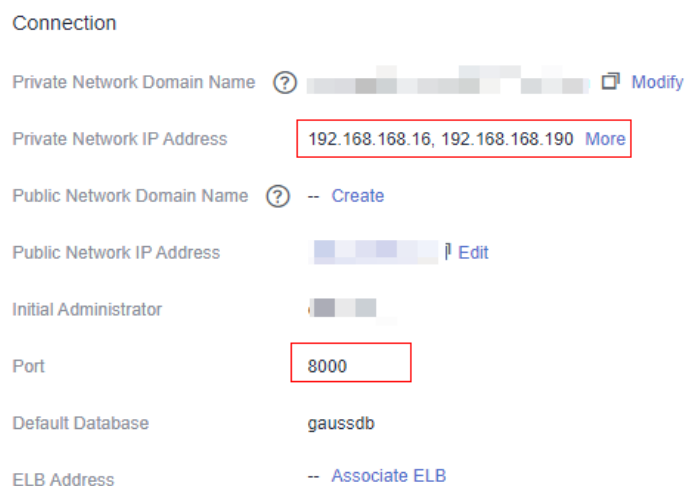 Connection
Private Network Domain Name ? Modify
Private Network IP Address 192.168.168.16, 192.168.168.190 More
Public Network Domain Name ? -- Create
Public Network IP Address Edit
Initial Administrator
Port 8000
Default Database gaussdb
ELB Address -- Associate ELB